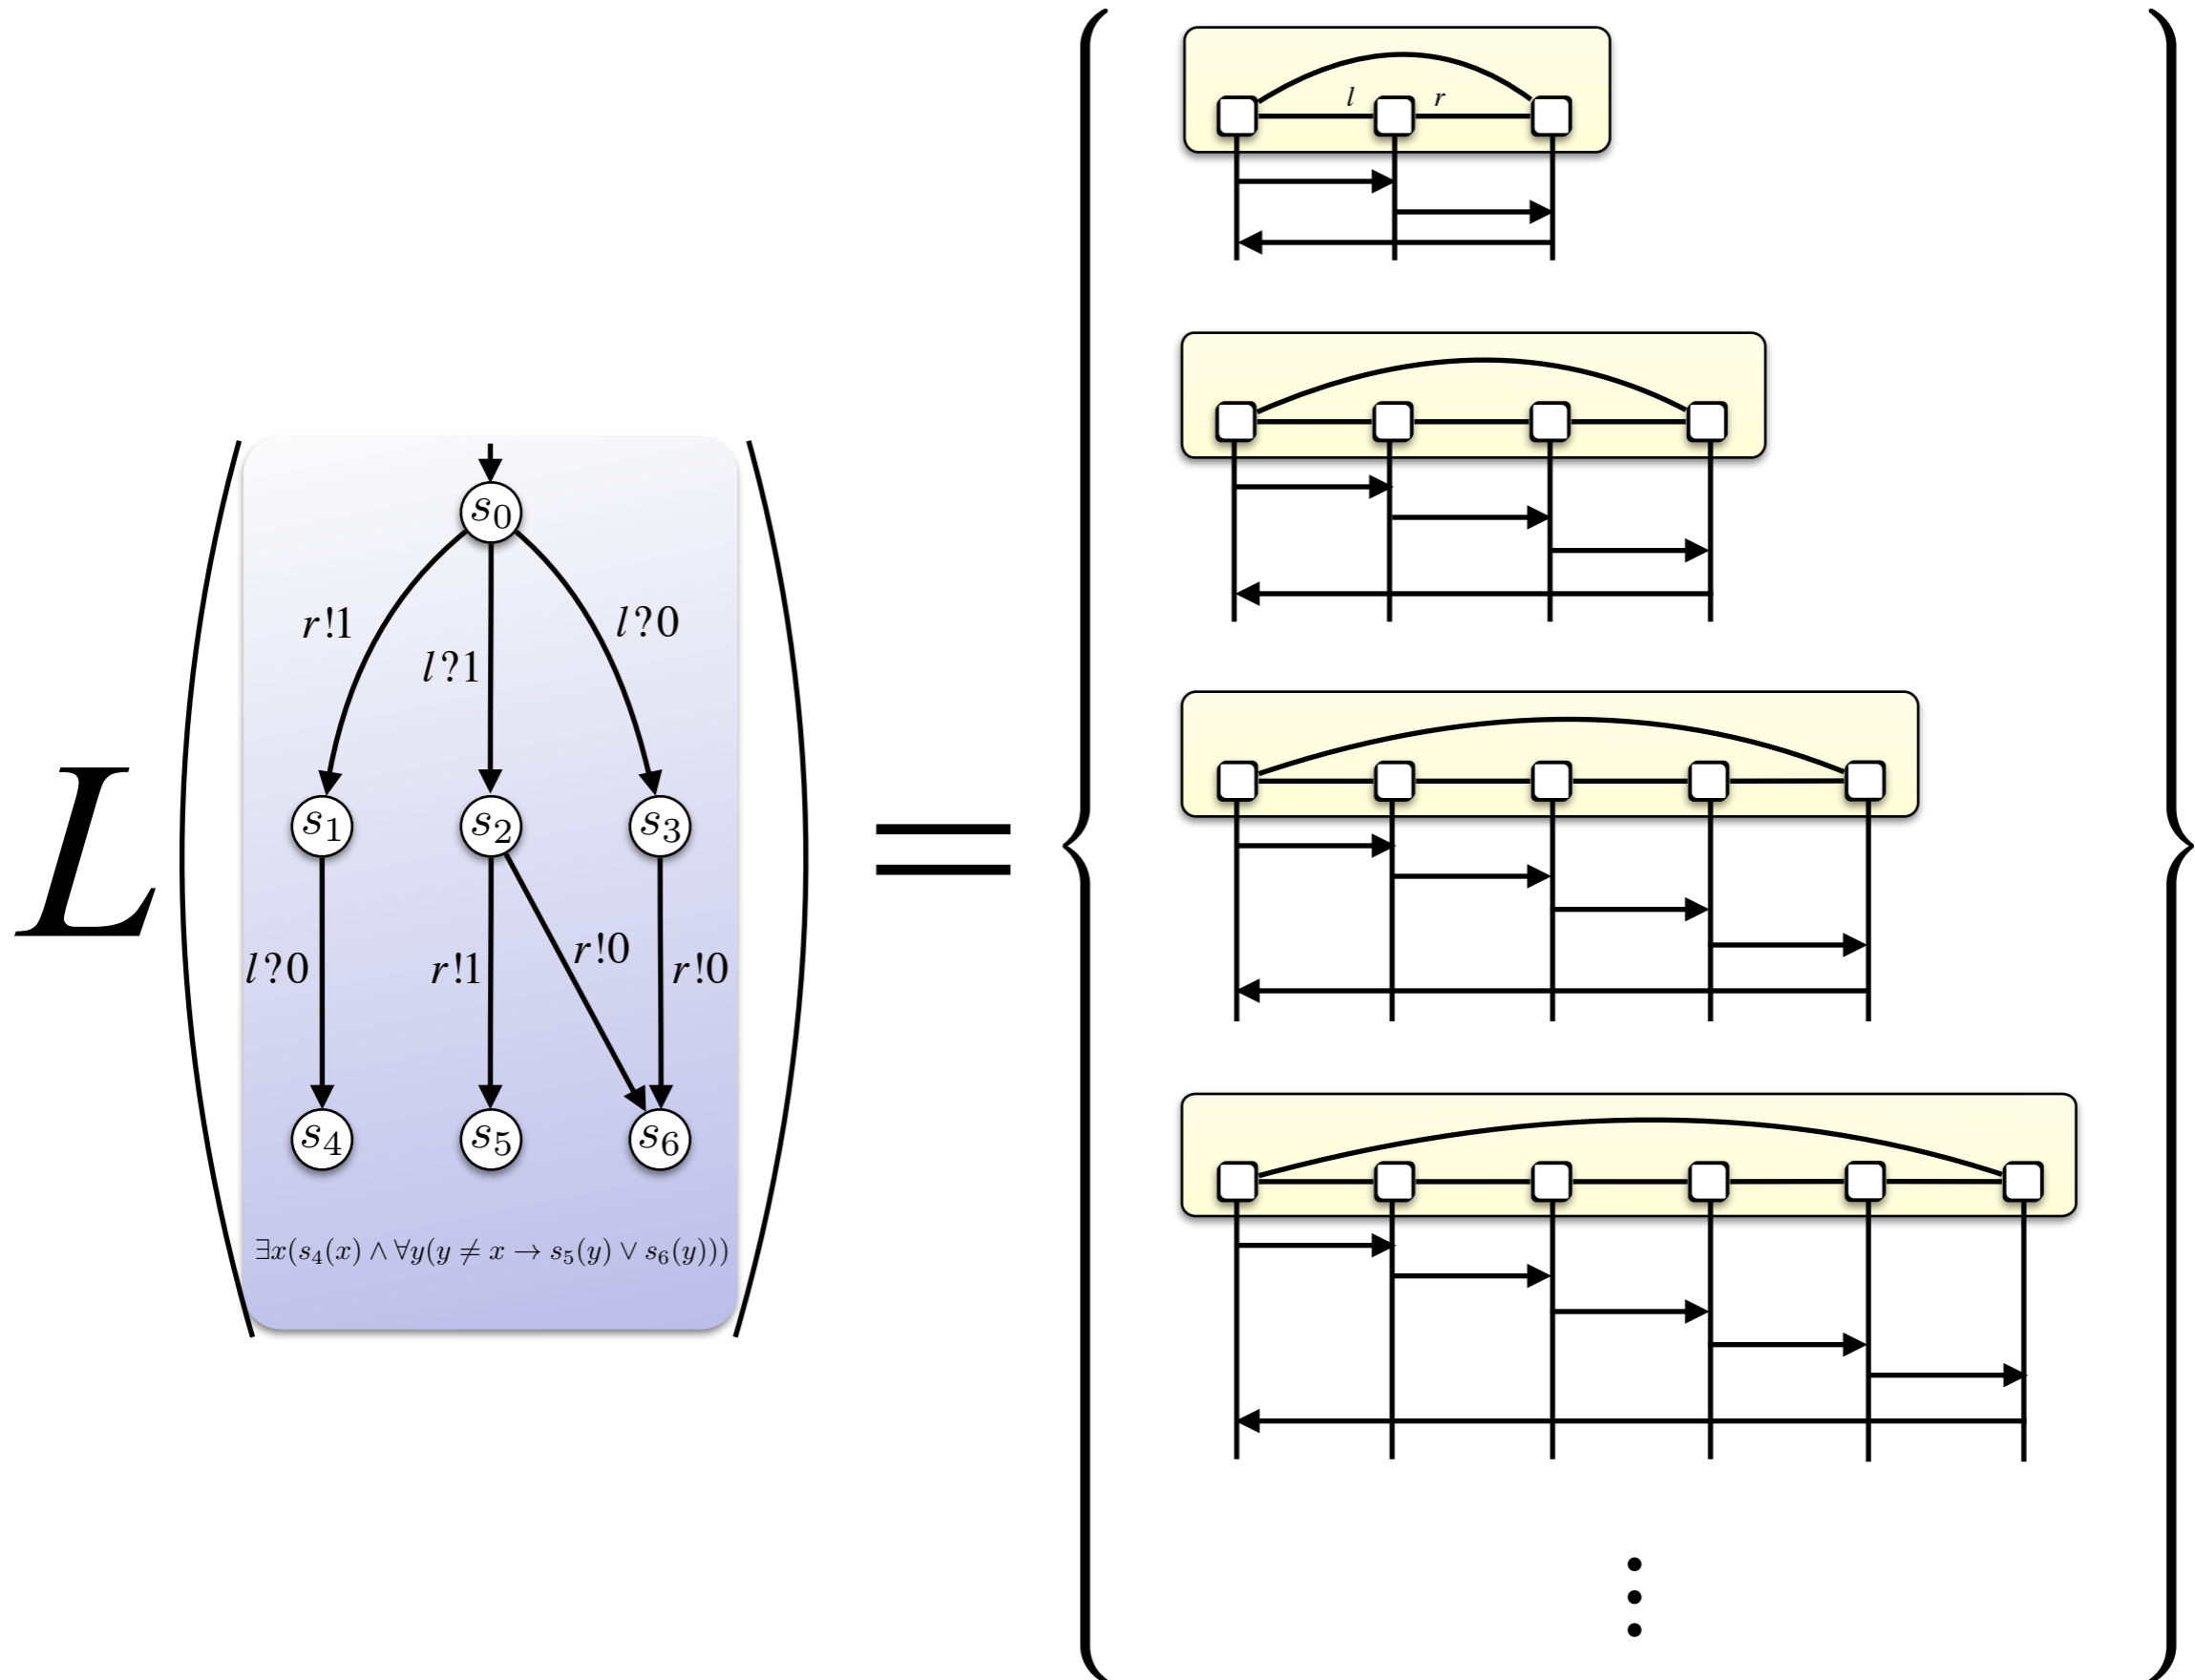 L
s₀
r!1
l?1
l?0
s₁
s₂
s₃
l?0
r!1
r!0
r!0
s₄
s₅
s₆
∃x(s₄(x) ∧ ∀y(y ≠ x → s₅(y) ∨ s₆(y)))
=
l r